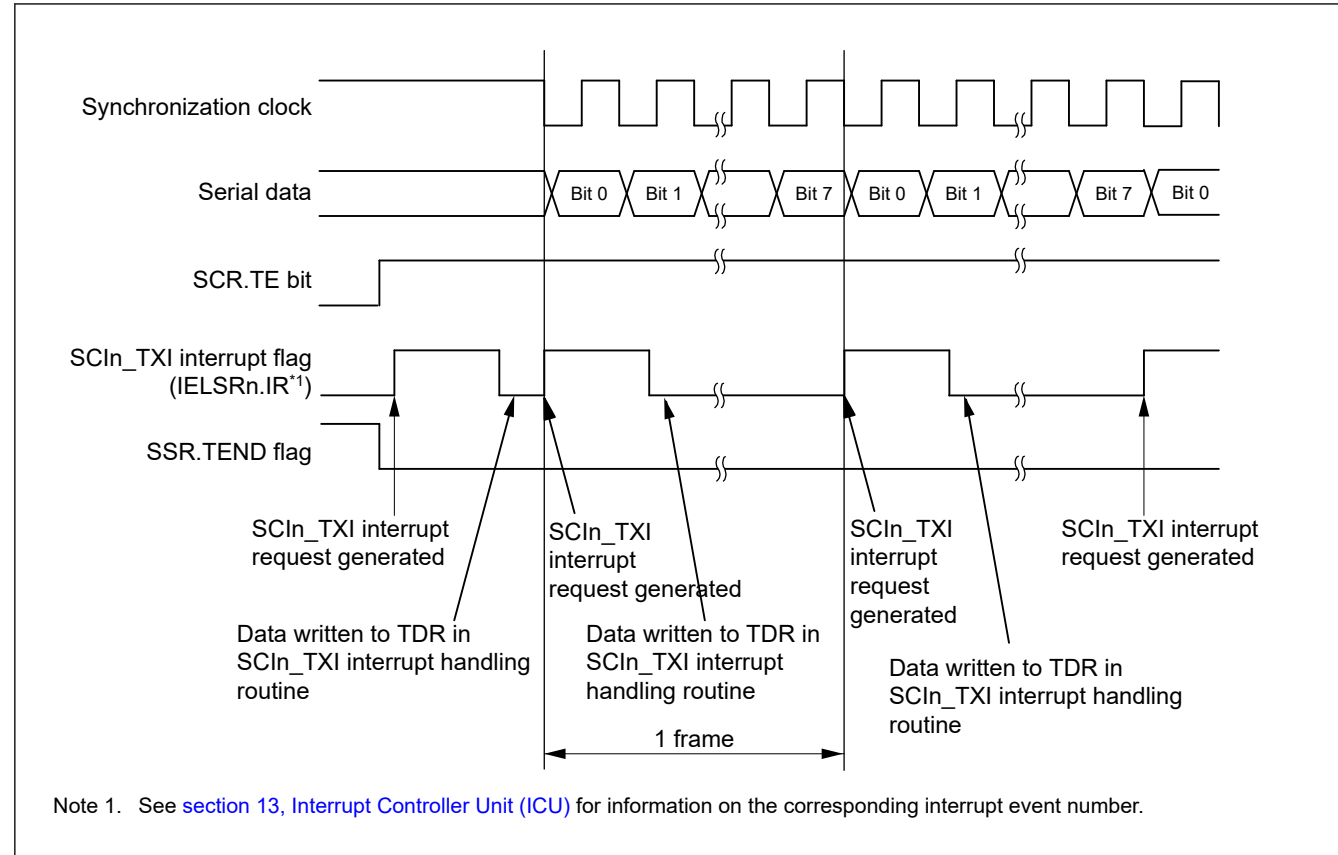 Synchronization clock
Serial data
Bit 0 Bit 1 Bit 7 Bit 0 Bit 1 Bit 7 Bit 0
SCR.TE bit
SCIn_TXI interrupt flag
(IELSRn.IR*1)
SSR.TEND flag
SCIn_TXI interrupt
request generated
SCIn_TXI
interrupt
request generated
SCIn_TXI
interrupt
request
generated
SCIn_TXI interrupt
request generated
Data written to TDR in
SCIn_TXI interrupt handling
routine
Data written to TDR in
SCIn_TXI interrupt
handling routine
Data written to TDR in
SCIn_TXI interrupt handling
routine
1 frame
Note 1. See section 13, Interrupt Controller Unit (ICU) for information on the corresponding interrupt event number.